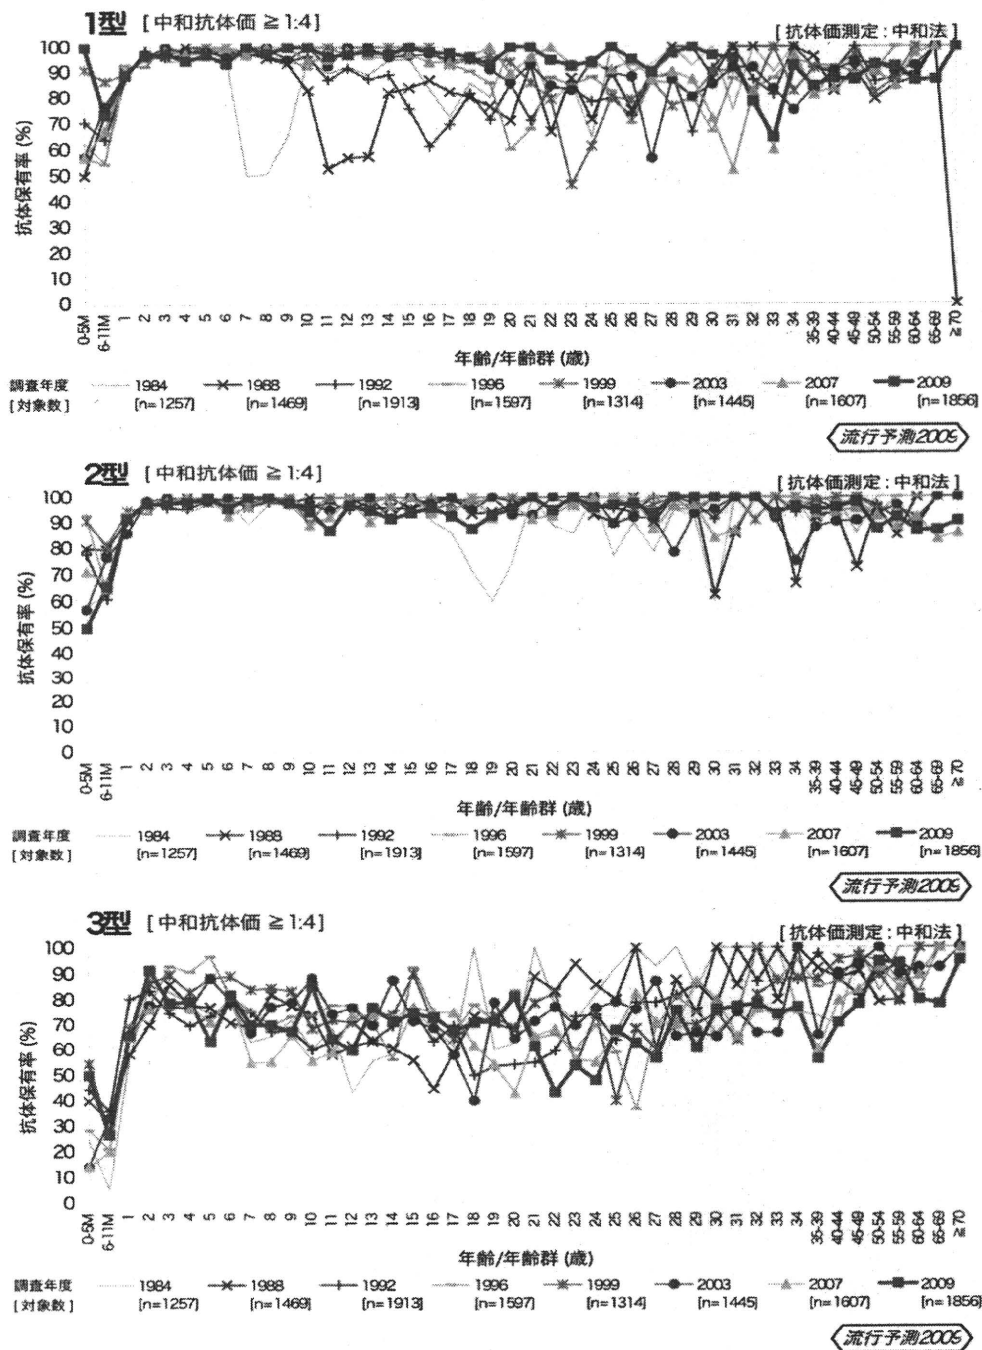 1型 [中和抗体価 ≧ 1:4]
[抗体価測定:中和法]
抗体保有率 (%)
100
90
80
70
60
50
40
30
20
10
0
0-5M 6-11M 1 2 3 4 5 6 7 8 9 10 11 12 13 14 15 16 17 18 19 20 21 22 23 24 25 26 27 28 29 30 31 32 33 34 35-39 40-44 45-49 50-54 55-59 60-64 65-69 ≧70
年齢/年齢群 (歳)
調査年度 1984 1988 1992 1996 1999 2003 2007 2009
[対象数] [n=1257] [n=1469] [n=1913] [n=1597] [n=1314] [n=1445] [n=1607] [n=1856]
流行予測2009
2型 [中和抗体価 ≧ 1:4]
[抗体価測定:中和法]
抗体保有率 (%)
100
90
80
70
60
50
40
30
20
10
0
0-5M 6-11M 1 2 3 4 5 6 7 8 9 10 11 12 13 14 15 16 17 18 19 20 21 22 23 24 25 26 27 28 29 30 31 32 33 34 35-39 40-44 45-49 50-54 55-59 60-64 65-69 ≧70
年齢/年齢群 (歳)
調査年度 1984 1988 1992 1996 1999 2003 2007 2009
[対象数] [n=1257] [n=1469] [n=1913] [n=1597] [n=1314] [n=1445] [n=1607] [n=1856]
流行予測2009
3型 [中和抗体価 ≧ 1:4]
[抗体価測定:中和法]
抗体保有率 (%)
100
90
80
70
60
50
40
30
20
10
0
0-5M 6-11M 1 2 3 4 5 6 7 8 9 10 11 12 13 14 15 16 17 18 19 20 21 22 23 24 25 26 27 28 29 30 31 32 33 34 35-39 40-44 45-49 50-54 55-59 60-64 65-69 ≧70
年齢/年齢群 (歳)
調査年度 1984 1988 1992 1996 1999 2003 2007 2009
[対象数] [n=1257] [n=1469] [n=1913] [n=1597] [n=1314] [n=1445] [n=1607] [n=1856]
流行予測2009